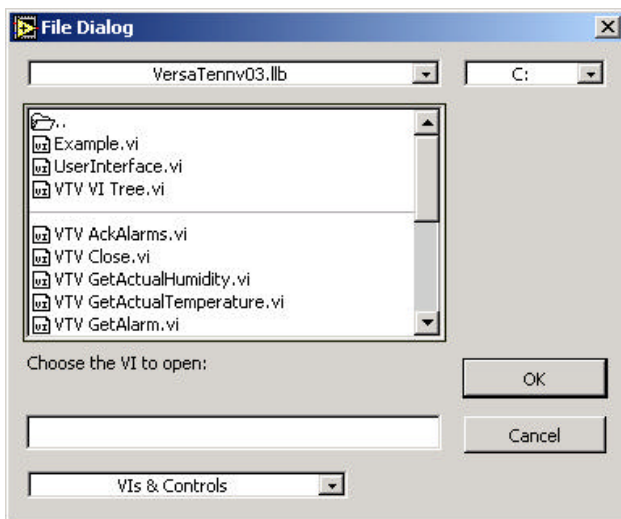 File Dialog
VersaTennv03.llb
C:
..
Example.vi
UserInterface.vi
VTV VI Tree.vi
VTV AckAlarms.vi
VTV Close.vi
VTV GetActualHumidity.vi
VTV GetActualTemperature.vi
VTV GetAlarm.vi
Choose the VI to open:
OK
Cancel
VIs & Controls